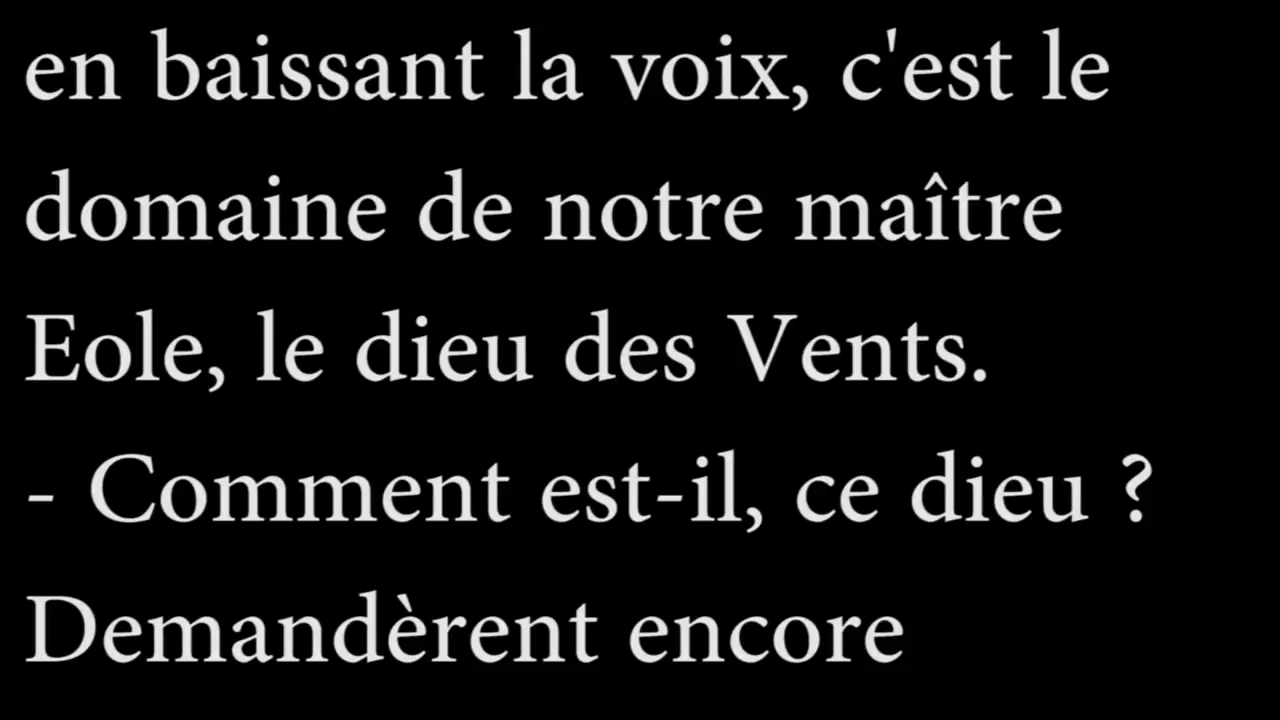 en baissant la voix, c'est le
domaine de notre maître
Eole, le dieu des Vents.
- Comment est-il, ce dieu ?
Demandèrent encore